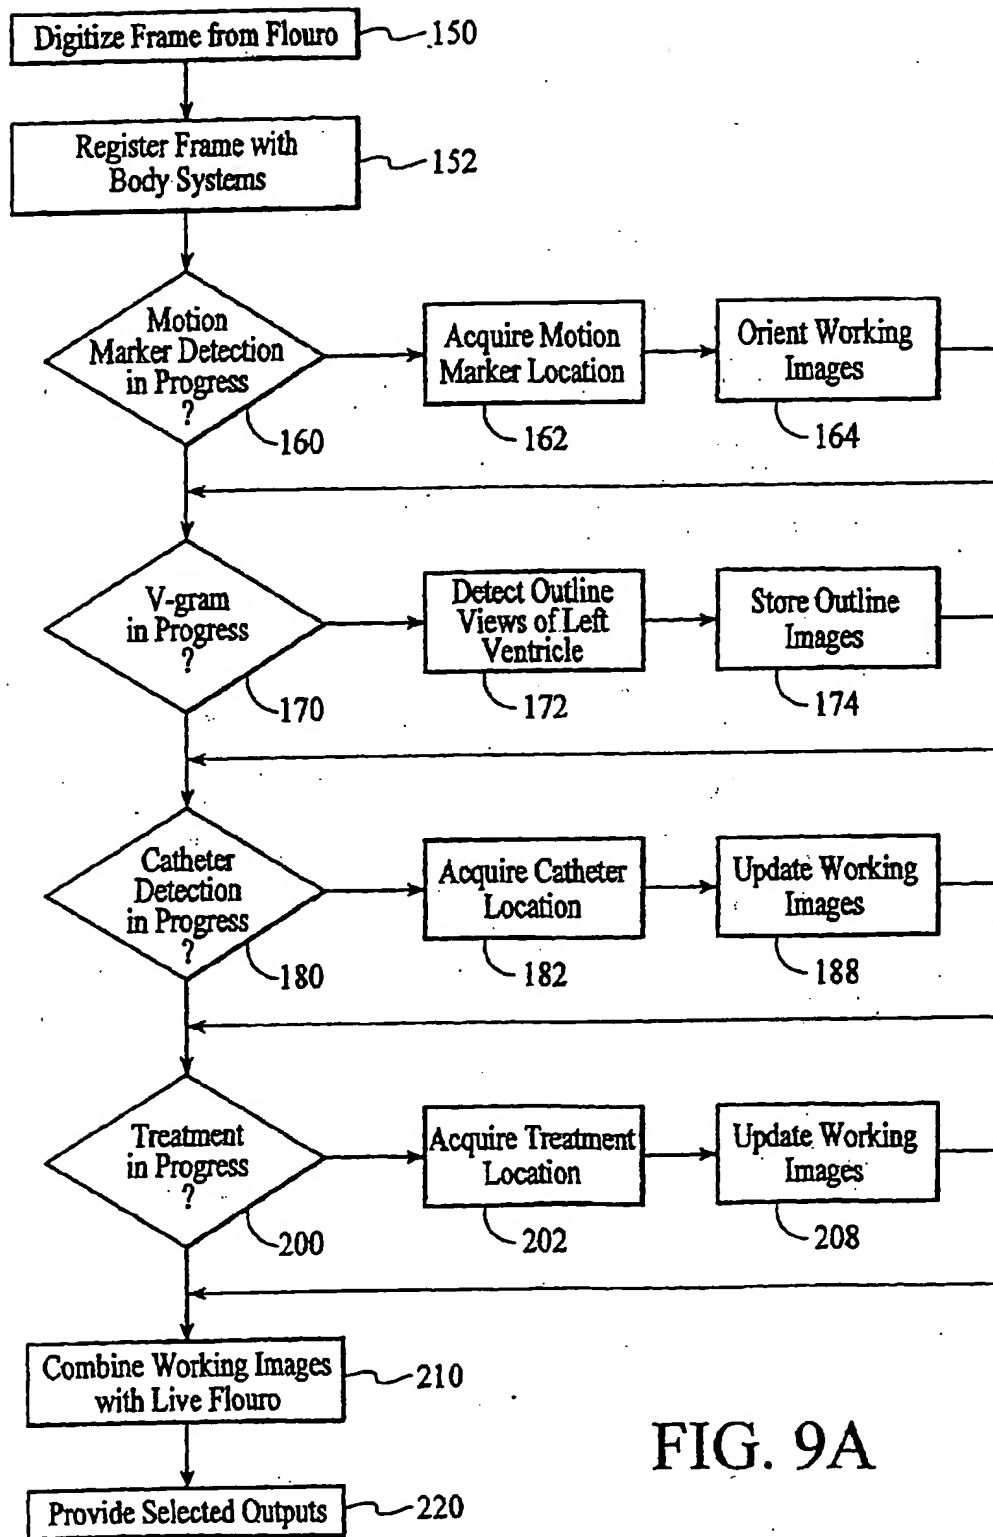 Digitize Frame from Flouro
150
Register Frame with
Body Systems
152
Motion
Marker Detection
in Progress
?
160
Acquire Motion
Marker Location
162
Orient Working
Images
164
V-gram
in Progress
?
170
Detect Outline
Views of Left
Ventricle
172
Store Outline
Images
174
Catheter
Detection
in Progress
?
180
Acquire Catheter
Location
182
Update Working
Images
188
Treatment
in Progress
?
200
Acquire Treatment
Location
202
Update Working
Images
208
Combine Working Images
with Live Flouro
210
Provide Selected Outputs
220
FIG. 9A